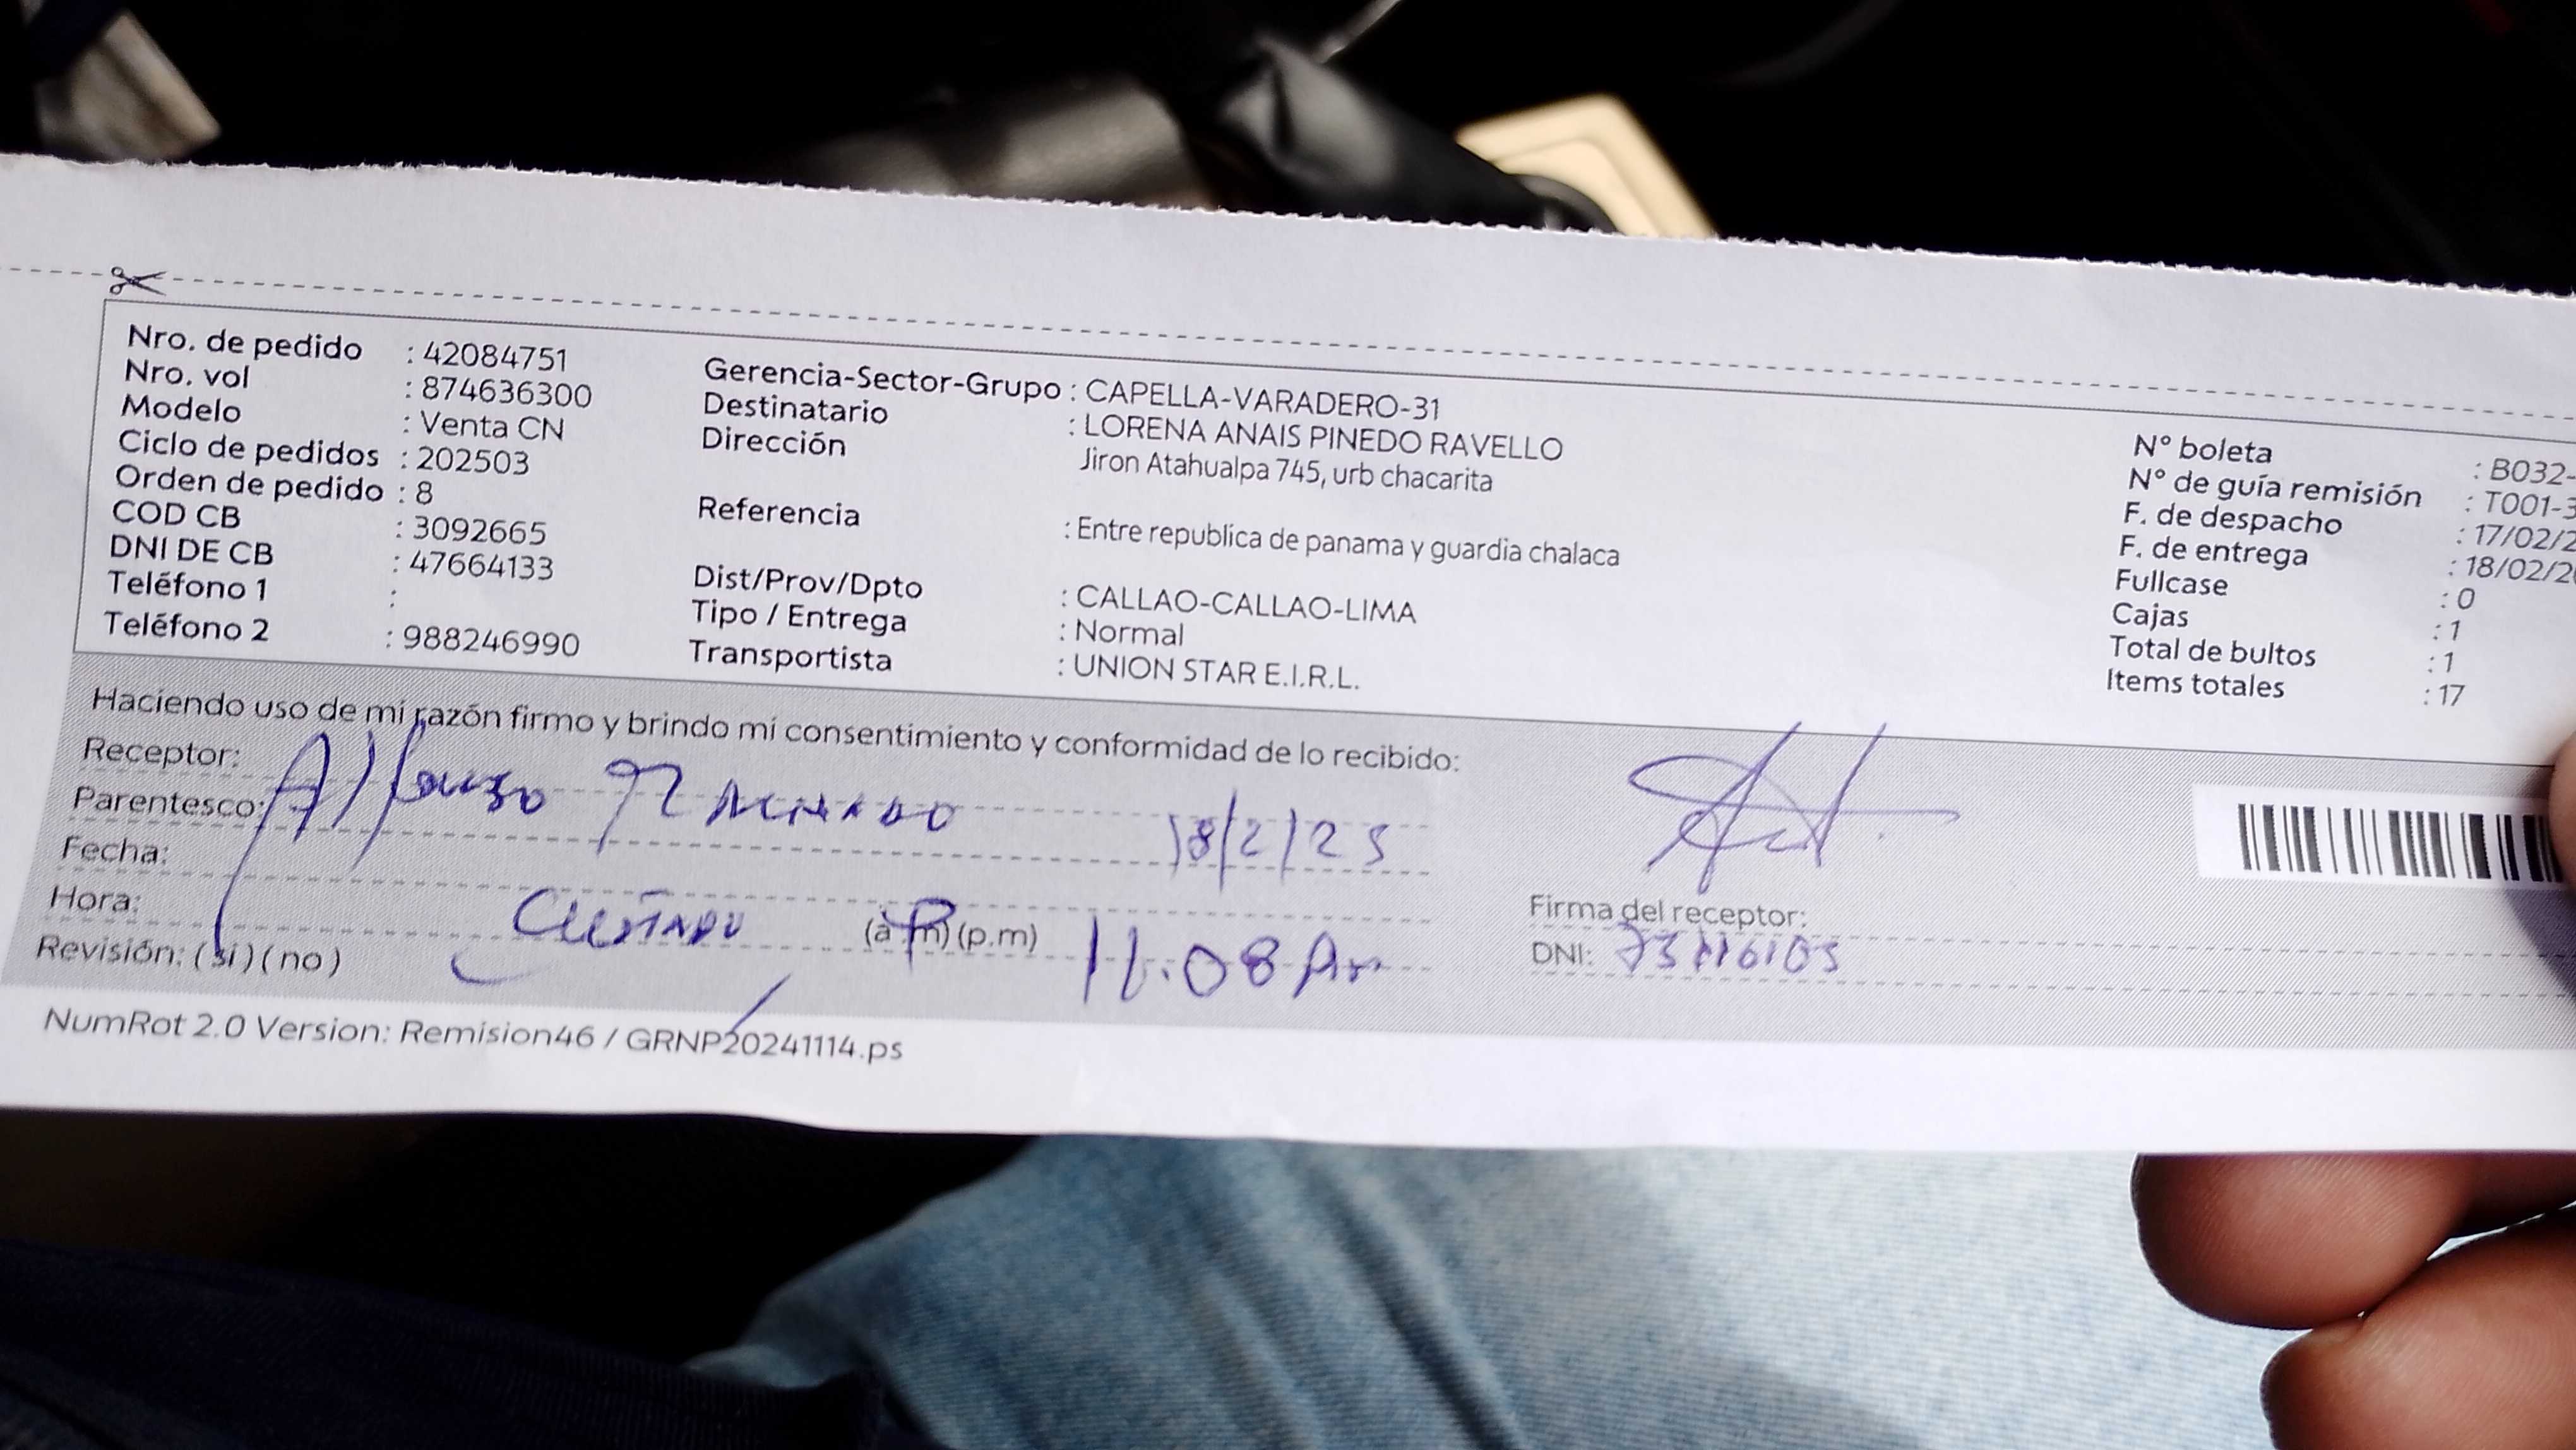 Nro. de pedido : 42084751
Nro. vol : 874636300
Modelo : Venta CN
Ciclo de pedidos : 202503
Orden de pedido : 8
COD CB : 3092665
DNI DE CB : 47664133
Teléfono 1 :
Teléfono 2 : 988246990
Gerencia-Sector-Grupo : CAPELLA-VARADERO-31
Destinatario : LORENA ANAIS PINEDO RAVELLO
Dirección Jiron Atahualpa 745, urb chacarita
Referencia : Entre republica de panama y guardia chalaca
Dist/Prov/Dpto : CALLAO-CALLAO-LIMA
Tipo / Entrega : Normal
Transportista : UNION STAR E.I.R.L.
N° boleta : B032-
N° de guía remisión : T001-3
F. de despacho : 17/02/2
F. de entrega : 18/02/20
Fullcase : 0
Cajas : 1
Total de bultos : 1
Items totales : 17
Haciendo uso de mi razón firmo y brindo mi consentimiento y conformidad de lo recibido:
Receptor: Alfonso
Parentesco:
18/2/25
Fecha:
Hora: (a.m) (p.m) 11.08 Am
Revisión: ( si ) ( no )
Firma del receptor:
DNI:
NumRot 2.0 Version: Remision46 / GRNP20241114.ps